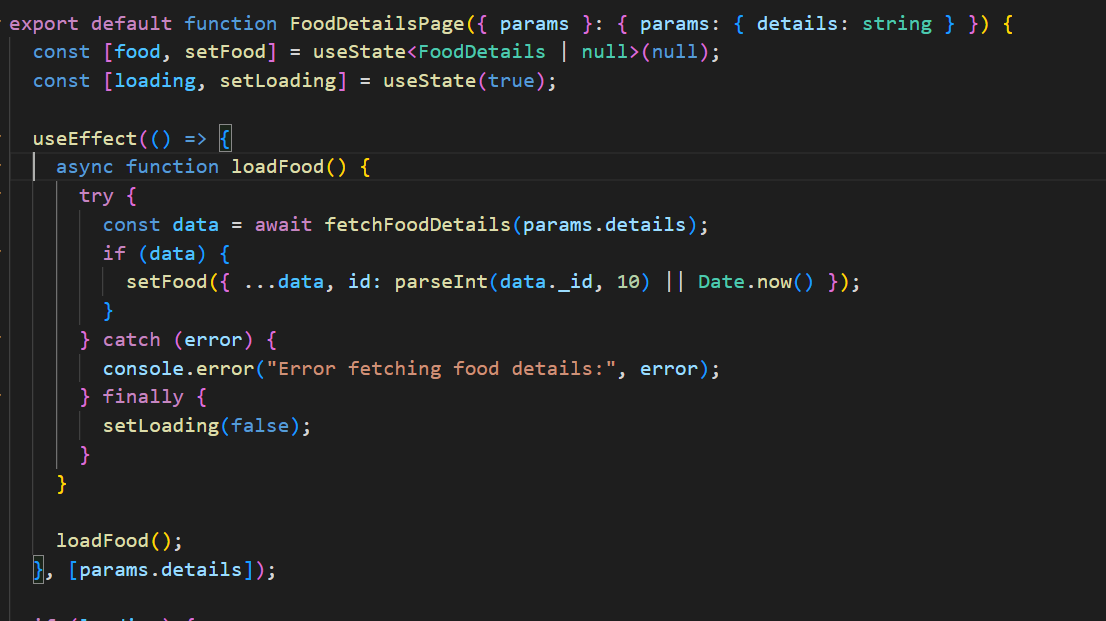 export default function FoodDetailsPage({ params }: { params: { details: string } }) {
  const [food, setFood] = useState<FoodDetails | null>(null);
  const [loading, setLoading] = useState(true);

  useEffect(() => {
    async function loadFood() {
      try {
        const data = await fetchFoodDetails(params.details);
        if (data) {
          setFood({ ...data, id: parseInt(data._id, 10) || Date.now() });
        }
      } catch (error) {
        console.error("Error fetching food details:", error);
      } finally {
        setLoading(false);
      }
    }

    loadFood();
  }, [params.details]);